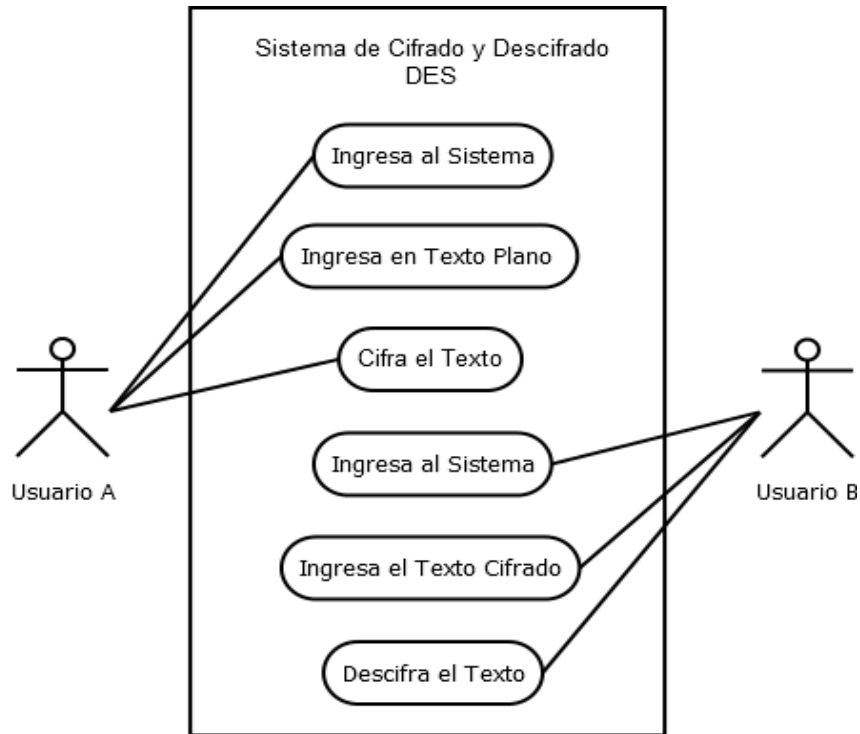 Sistema de Cifrado y Descifrado
DES
Ingresa al Sistema
Ingresa en Texto Plano
Cifra el Texto
Ingresa al Sistema
Usuario A
Usuario B
Ingresa el Texto Cifrado
Descifra el Texto